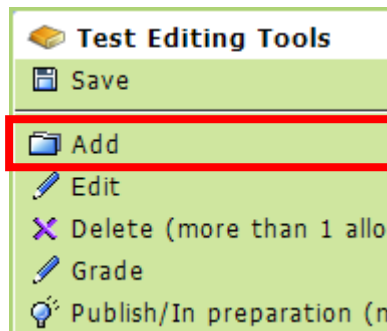 Test Editing Tools
Save
Add
Edit
Delete (more than 1 allo
Grade
Publish/In preparation (